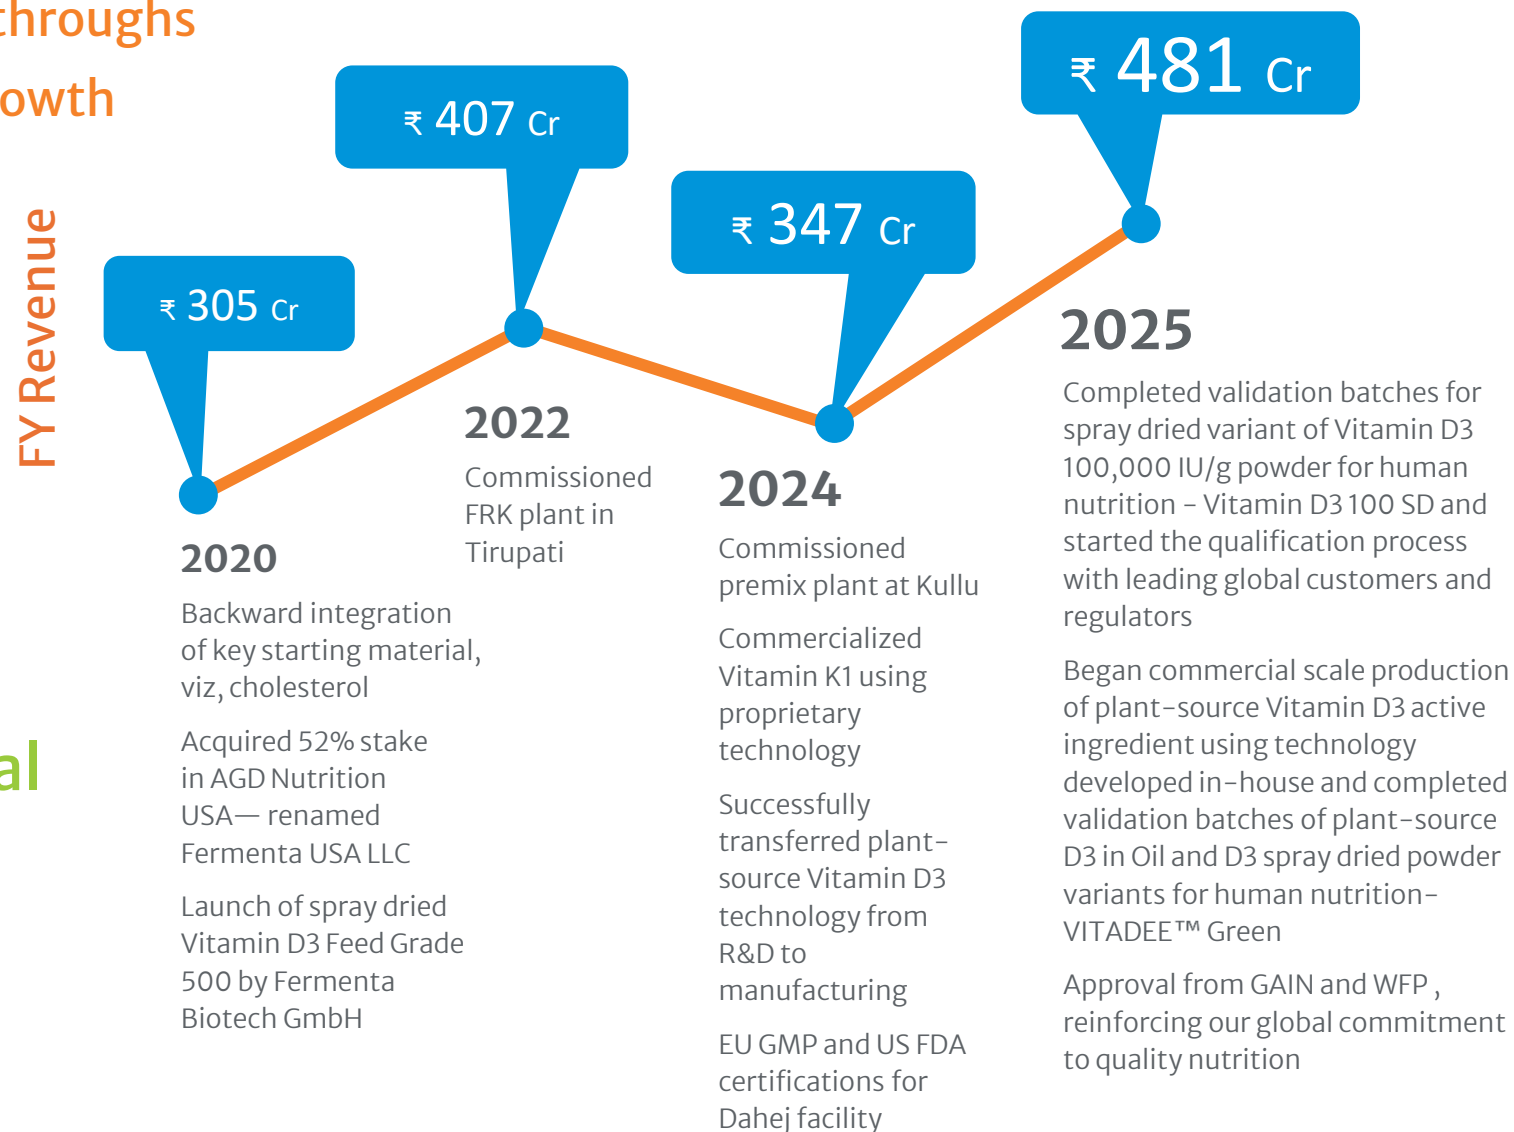 throughs
owth
FY Revenue
₹ 305 Cr
₹ 407 Cr
₹ 347 Cr
₹ 481 Cr
2020
Backward integration
of key starting material,
viz, cholesterol
Acquired 52% stake
in AGD Nutrition
USA— renamed
Fermenta USA LLC
Launch of spray dried
Vitamin D3 Feed Grade
500 by Fermenta
Biotech GmbH
2022
Commissioned
FRK plant in
Tirupati
2024
Commissioned
premix plant at Kullu
Commercialized
Vitamin K1 using
proprietary
technology
Successfully
transferred plant-
source Vitamin D3
technology from
R&D to
manufacturing
EU GMP and US FDA
certifications for
Dahej facility
2025
Completed validation batches for
spray dried variant of Vitamin D3
100,000 IU/g powder for human
nutrition - Vitamin D3 100 SD and
started the qualification process
with leading global customers and
regulators
Began commercial scale production
of plant-source Vitamin D3 active
ingredient using technology
developed in-house and completed
validation batches of plant-source
D3 in Oil and D3 spray dried powder
variants for human nutrition-
VITADEE™ Green
Approval from GAIN and WFP ,
reinforcing our global commitment
to quality nutrition
al